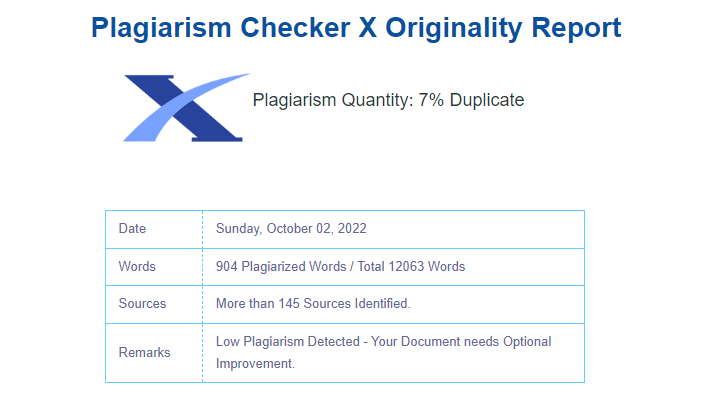 Plagiarism Checker X Originality Report
Plagiarism Quantity: 7% Duplicate
Date Sunday, October 02, 2022
Words 904 Plagiarized Words / Total 12063 Words
Sources More than 145 Sources Identified.
Remarks Low Plagiarism Detected - Your Document needs Optional
Improvement.